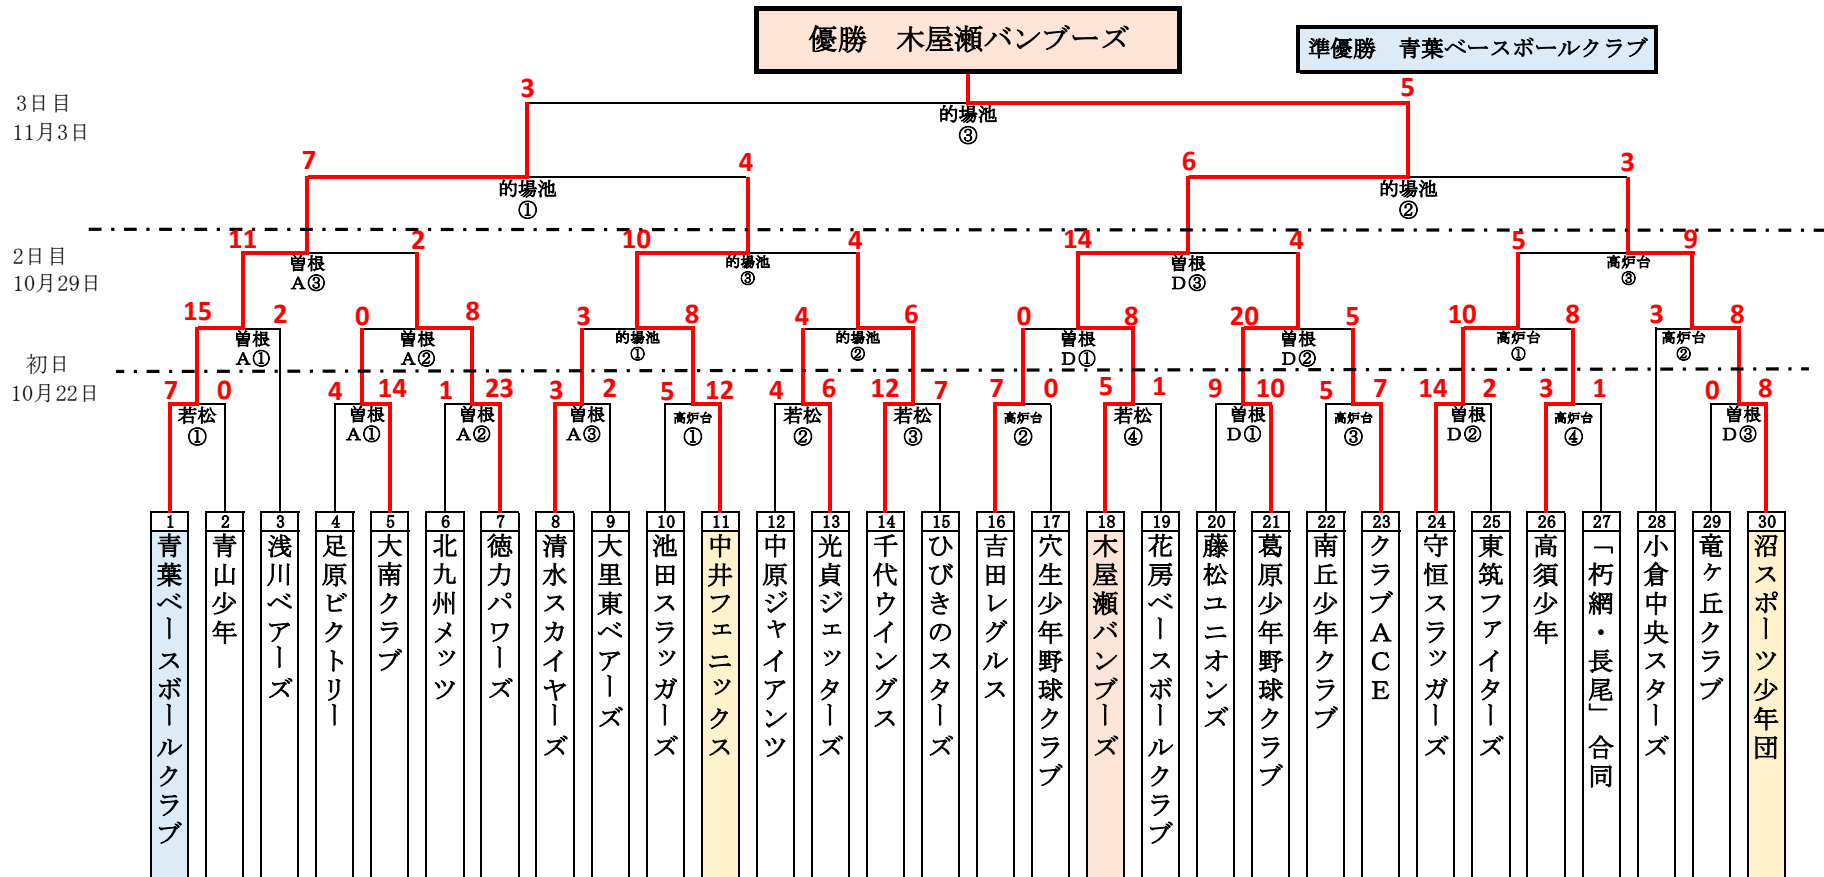 優勝　木屋瀬バンブーズ
準優勝　青葉ベースボールクラブ
3 5
3日目
11月3日
的場池
③
7 4 6 3
的場池 的場池
① ②
11 2 10 4 14 4 5 9
2日目
10月29日
曽根 的場池 曽根 高炉台
A③ ③ D③ ③
15 2 0 8 3 8 4 6 0 8 20 5 10 8 3 8
曽根 曽根 的場池 的場池 曽根 曽根 高炉台 高炉台
A① A② ① ② D① D② ① ②
初日
10月22日
7 0 4 14 1 23 3 2 5 12 4 6 12 7 7 0 5 1 9 10 5 7 14 2 3 1 0 8
若松 曽根 曽根 曽根 高炉台 若松 若松 高炉台 若松 曽根 高炉台 曽根 高炉台 曽根
① A① A② A③ ① ② ③ ② ④ D① ③ D② ④ D③
1 青葉ベースボールクラブ
2 青山少年
3 浅川ベアーズ
4 足原ビクトリー
5 大南クラブ
6 北九州メッツ
7 徳力パワーズ
8 清水スカイヤーズ
9 大里東ベアーズ
10 池田スラッガーズ
11 中井フェニックス
12 中原ジャイアンツ
13 光貞ジェッターズ
14 千代ウイングス
15 ひびきのスターズ
16 吉田レグルス
17 穴生少年野球クラブ
18 木屋瀬バンブーズ
19 花房ベースボールクラブ
20 藤松ユニオンズ
21 葛原少年野球クラブ
22 南丘少年クラブ
23 クラブACE
24 守恒スラッガーズ
25 東筑ファイターズ
26 高須少年
27 「朽網・長尾」合同
28 小倉中央スターズ
29 竜ヶ丘クラブ
30 沼スポーツ少年団